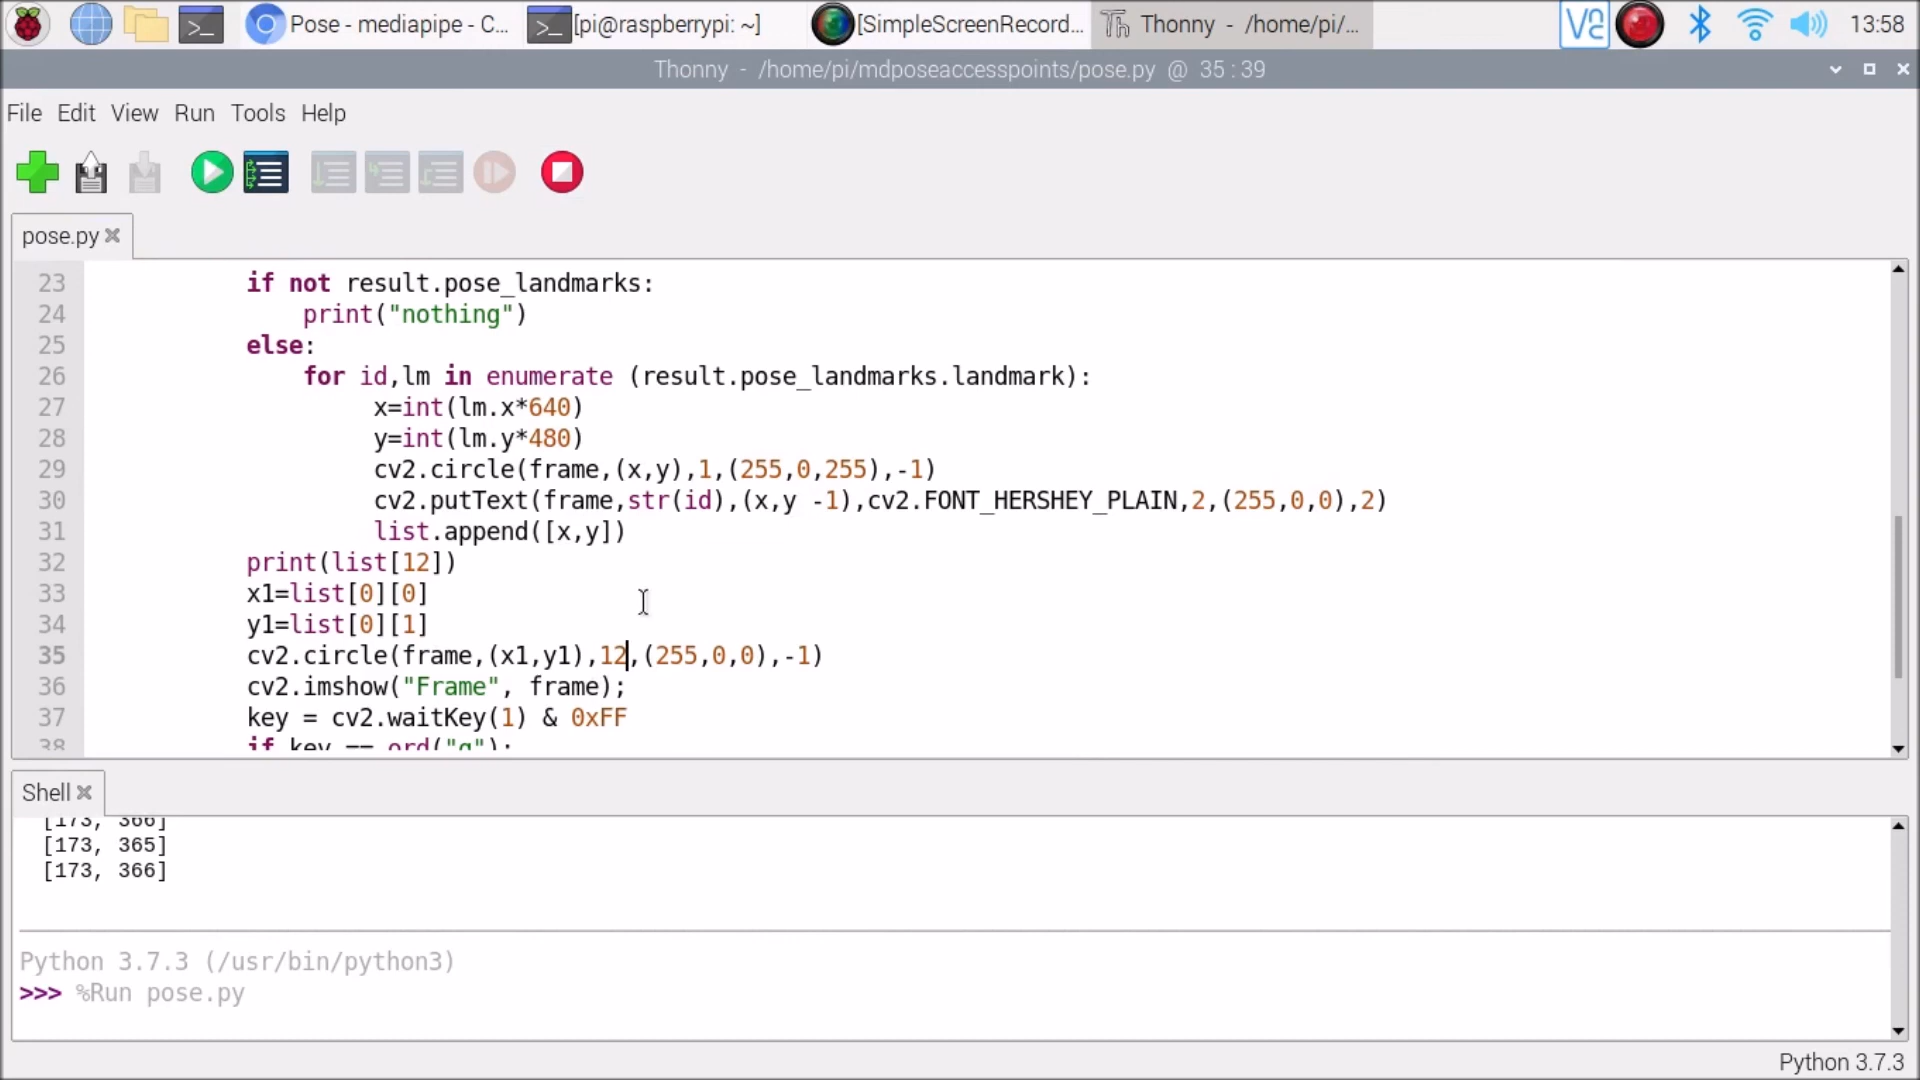 Pose - mediapipe - C...
[pi@raspberrypi: ~]
[SimpleScreenRecord...
Thonny - /home/pi/...
V2
13:58
Thonny - /home/pi/mdposeaccesspoints/pose.py @ 35:39
File Edit View Run Tools Help
pose.py
23 if not result.pose_landmarks:
24 print("nothing")
25 else:
26 for id,lm in enumerate (result.pose_landmarks.landmark):
27 x=int(lm.x*640)
28 y=int(lm.y*480)
29 cv2.circle(frame,(x,y),1,(255,0,255),-1)
30 cv2.putText(frame,str(id),(x,y -1),cv2.FONT_HERSHEY_PLAIN,2,(255,0,0),2)
31 list.append([x,y])
32 print(list[12])
33 x1=list[0][0]
34 y1=list[0][1]
35 cv2.circle(frame,(x1,y1),12,(255,0,0),-1)
36 cv2.imshow("Frame", frame);
37 key = cv2.waitKey(1) & 0xFF
38 if key == ord("q"):
Shell
[173, 366]
[173, 365]
[173, 366]
Python 3.7.3 (/usr/bin/python3)
>>> %Run pose.py
Python 3.7.3